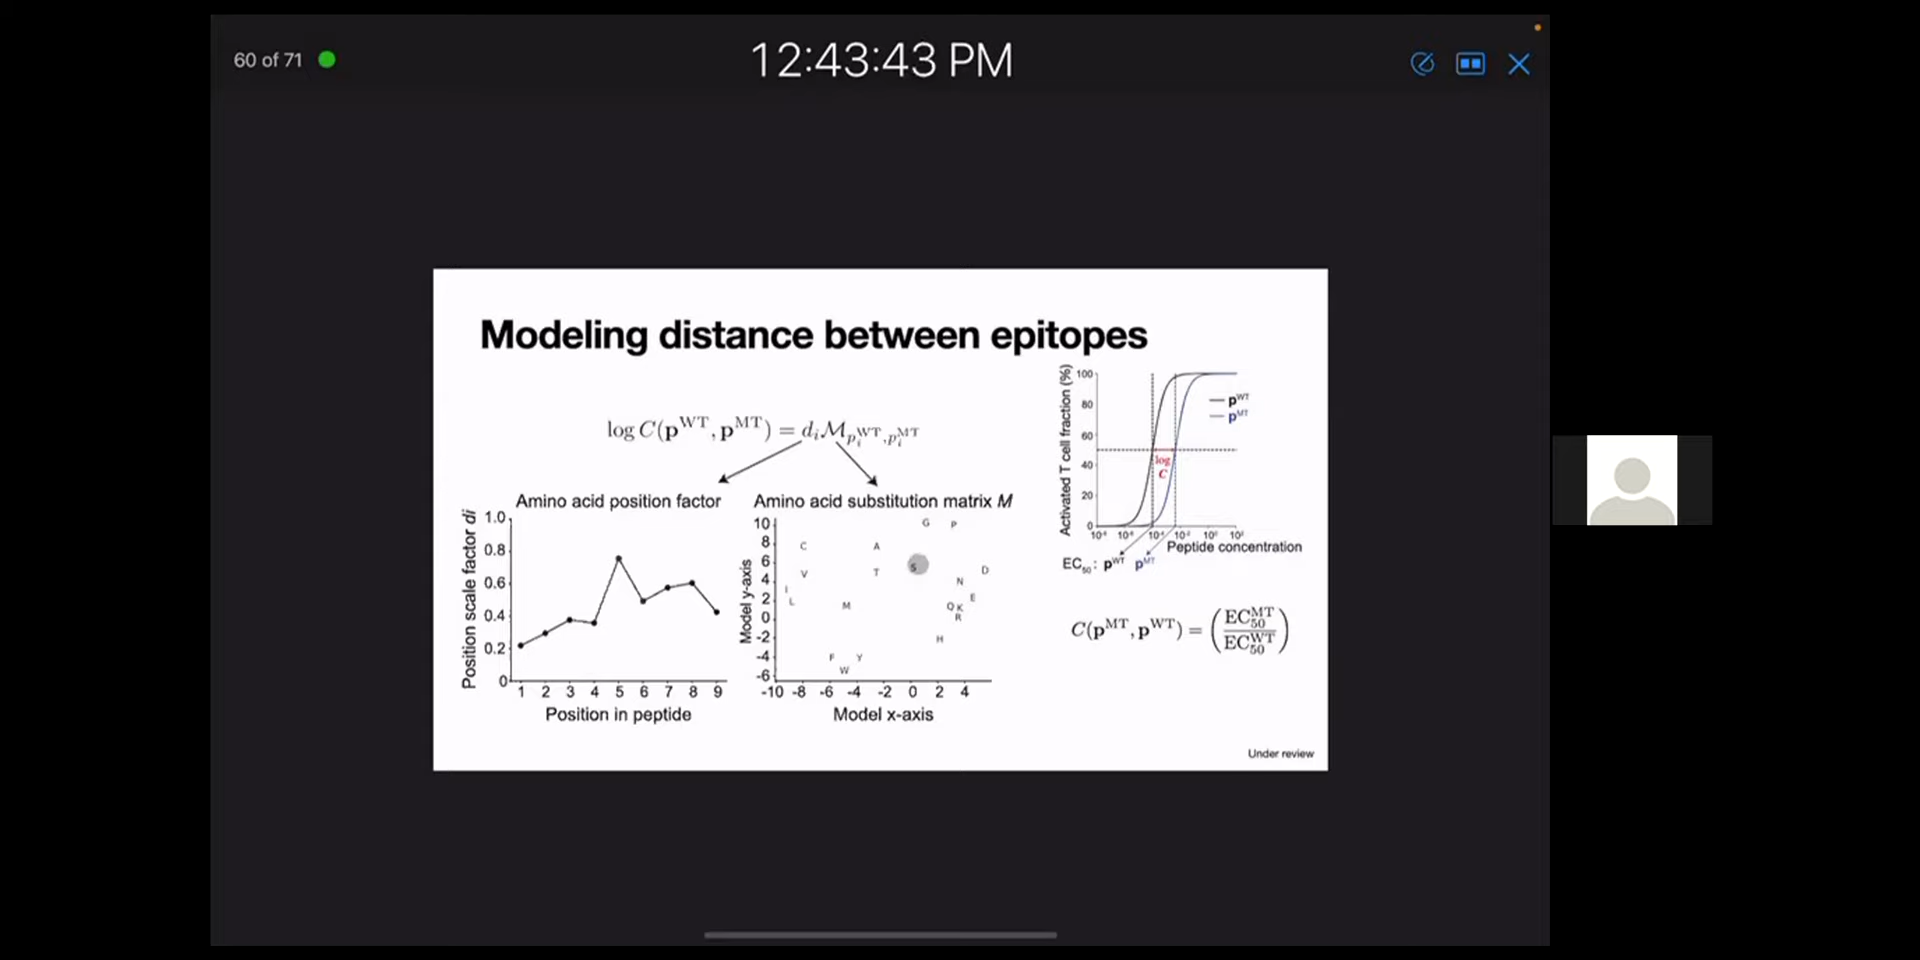 60 of 71
12:43:43 PM
Modeling distance between epitopes
log C(p^WT, p^MT) = d_i M_{p_i^WT, p_i^MT}
Amino acid position factor
Position scale factor di
1.0
0.8
0.6
0.4
0.2
0
1 2 3 4 5 6 7 8 9
Position in peptide
Amino acid substitution matrix M
Model y-axis
10
8
6
4
2
0
-2
-4
-6
G P
C A
V T S D
I N
L M Q K E
R
H
F Y
W
-10 -8 -6 -4 -2 0 2 4
Model x-axis
Activated T cell fraction (%)
100
80
60
40
20
0
p^WT
p^MT
log
C
Peptide concentration
EC50: p^WT p^MT
C(p^MT, p^WT) = (EC50^MT / EC50^WT)
Under review